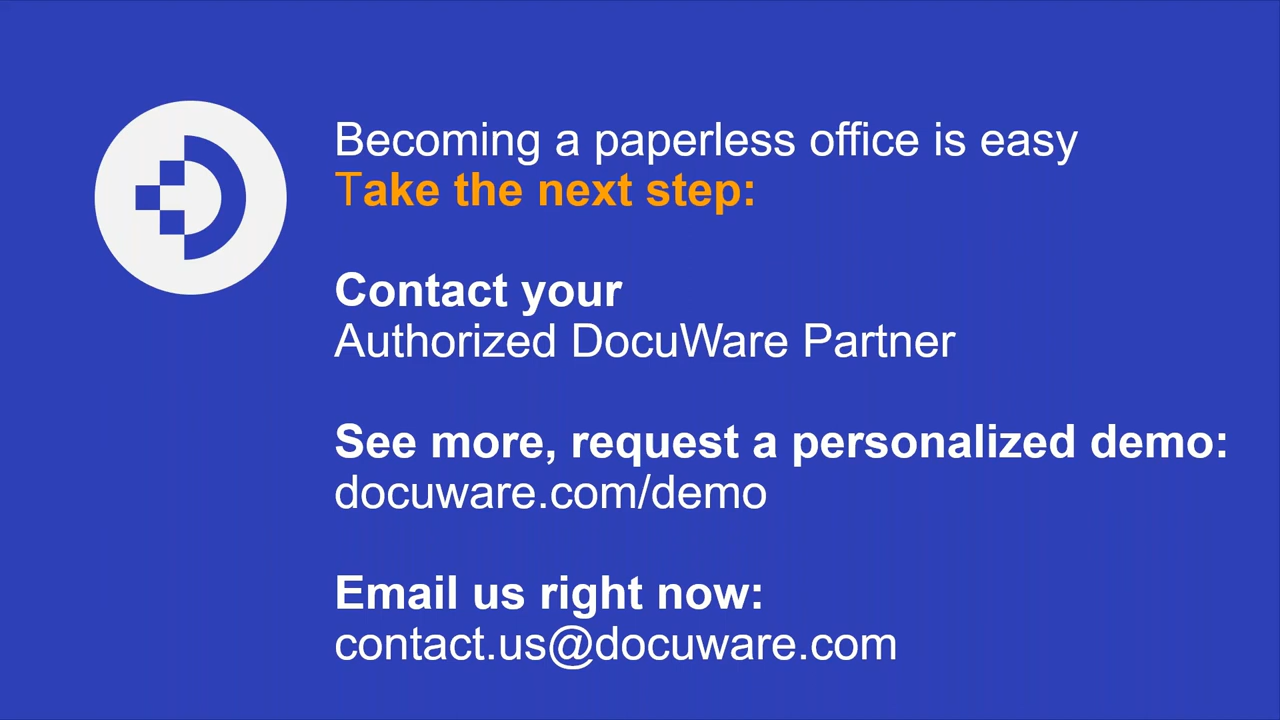 Becoming a paperless office is easy
Take the next step:
Contact your
Authorized DocuWare Partner
See more, request a personalized demo:
docuware.com/demo
Email us right now:
contact.us@docuware.com